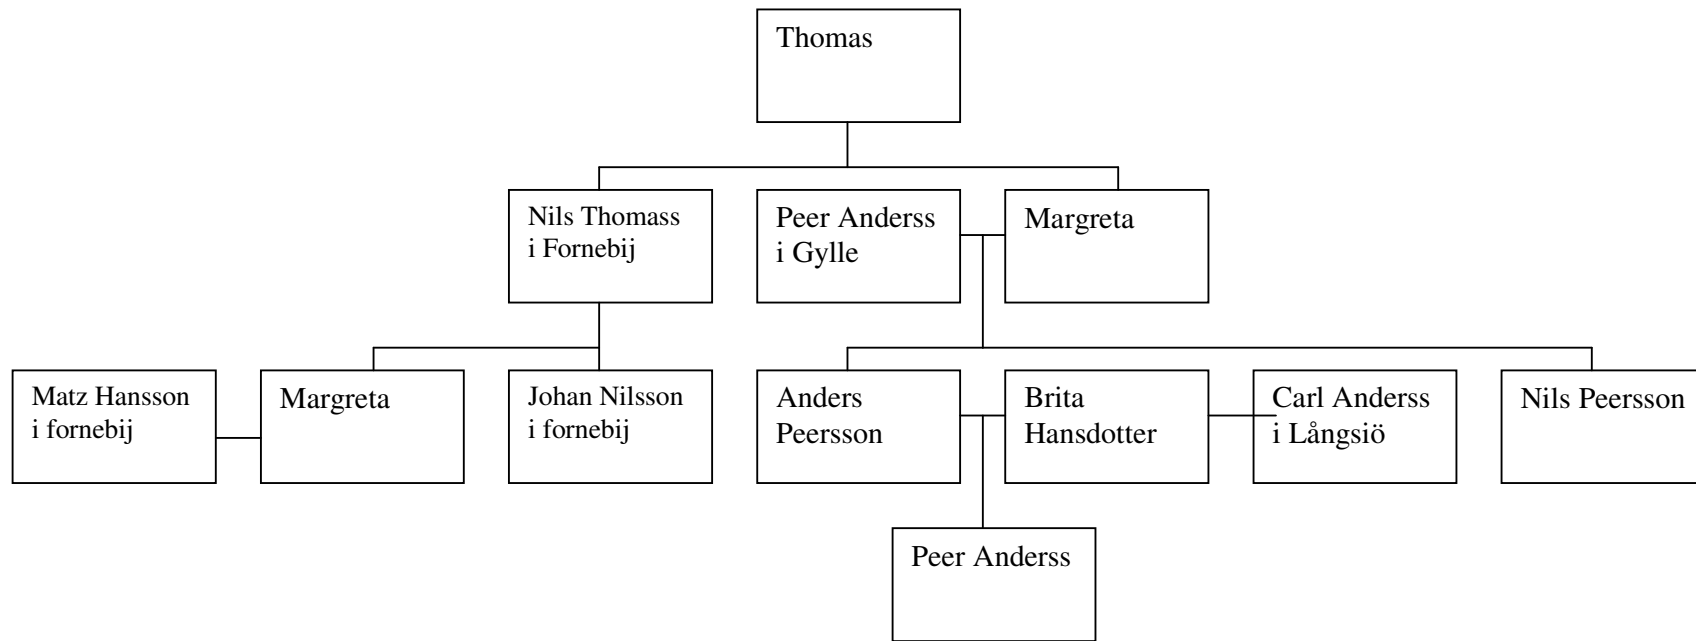 Thomas
Nils Thomass
i Fornebij
Peer Anderss
i Gylle
Margreta
Matz Hansson
i fornebij
Margreta
Johan Nilsson
i fornebij
Anders
Peersson
Brita
Hansdotter
Carl Anderss
i Långsiö
Nils Peersson
Peer Anderss